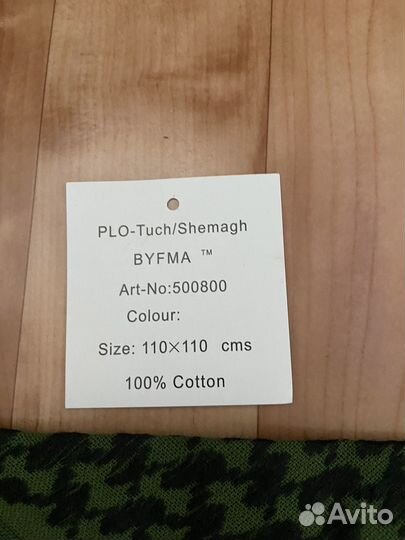 PLO-Tuch/Shemagh
BYFMA ™
Art-No:500800
Colour:
Size: 110×110 cms
100% Cotton
Avito